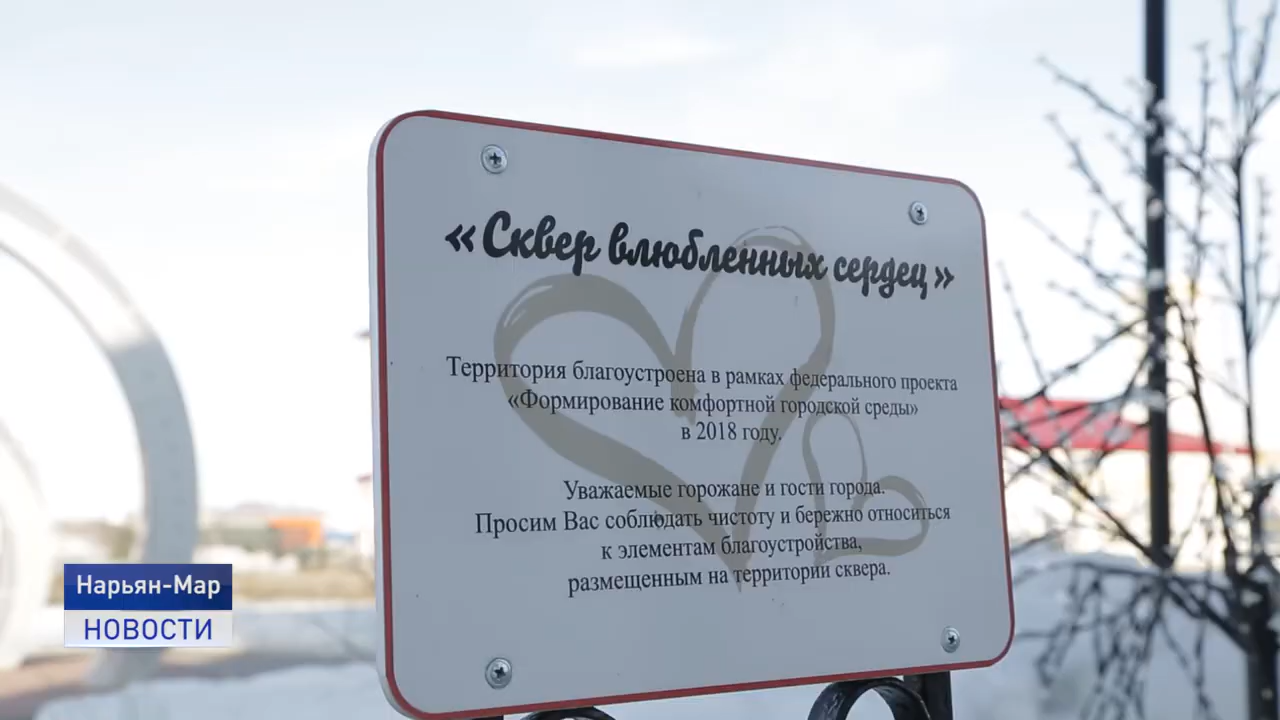 «Сквер влюбленных сердец»
Территория благоустроена в рамках федерального проекта
«Формирование комфортной городской среды»
в 2018 году.
Уважаемые горожане и гости города.
Просим Вас соблюдать чистоту и бережно относиться
к элементам благоустройства,
размещенным на территории сквера.
Нарьян-Мар
НОВОСТИ